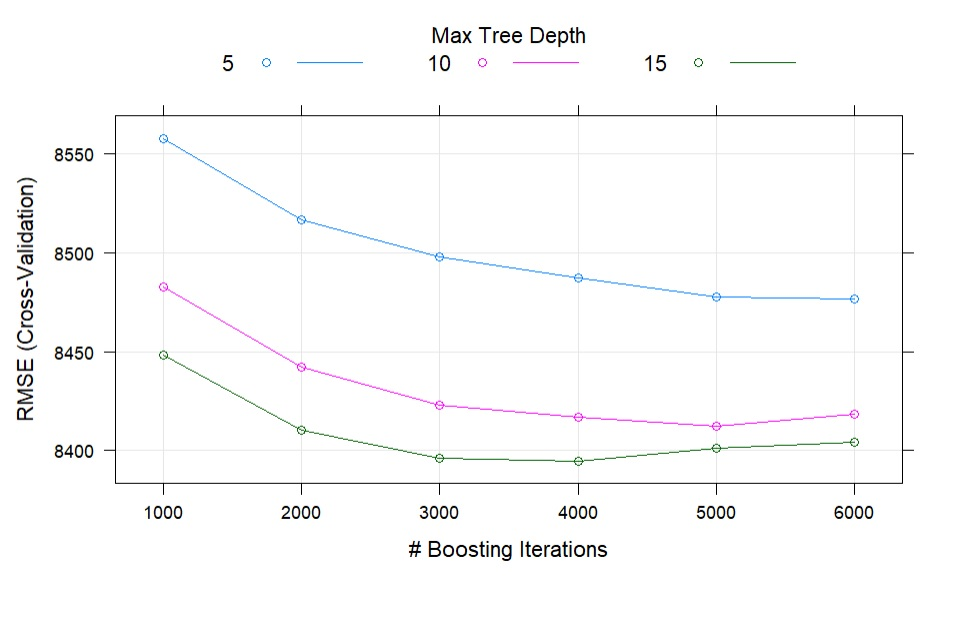 Max Tree Depth
5 10 15
RMSE (Cross-Validation)
8550
8500
8450
8400
1000 2000 3000 4000 5000 6000
# Boosting Iterations